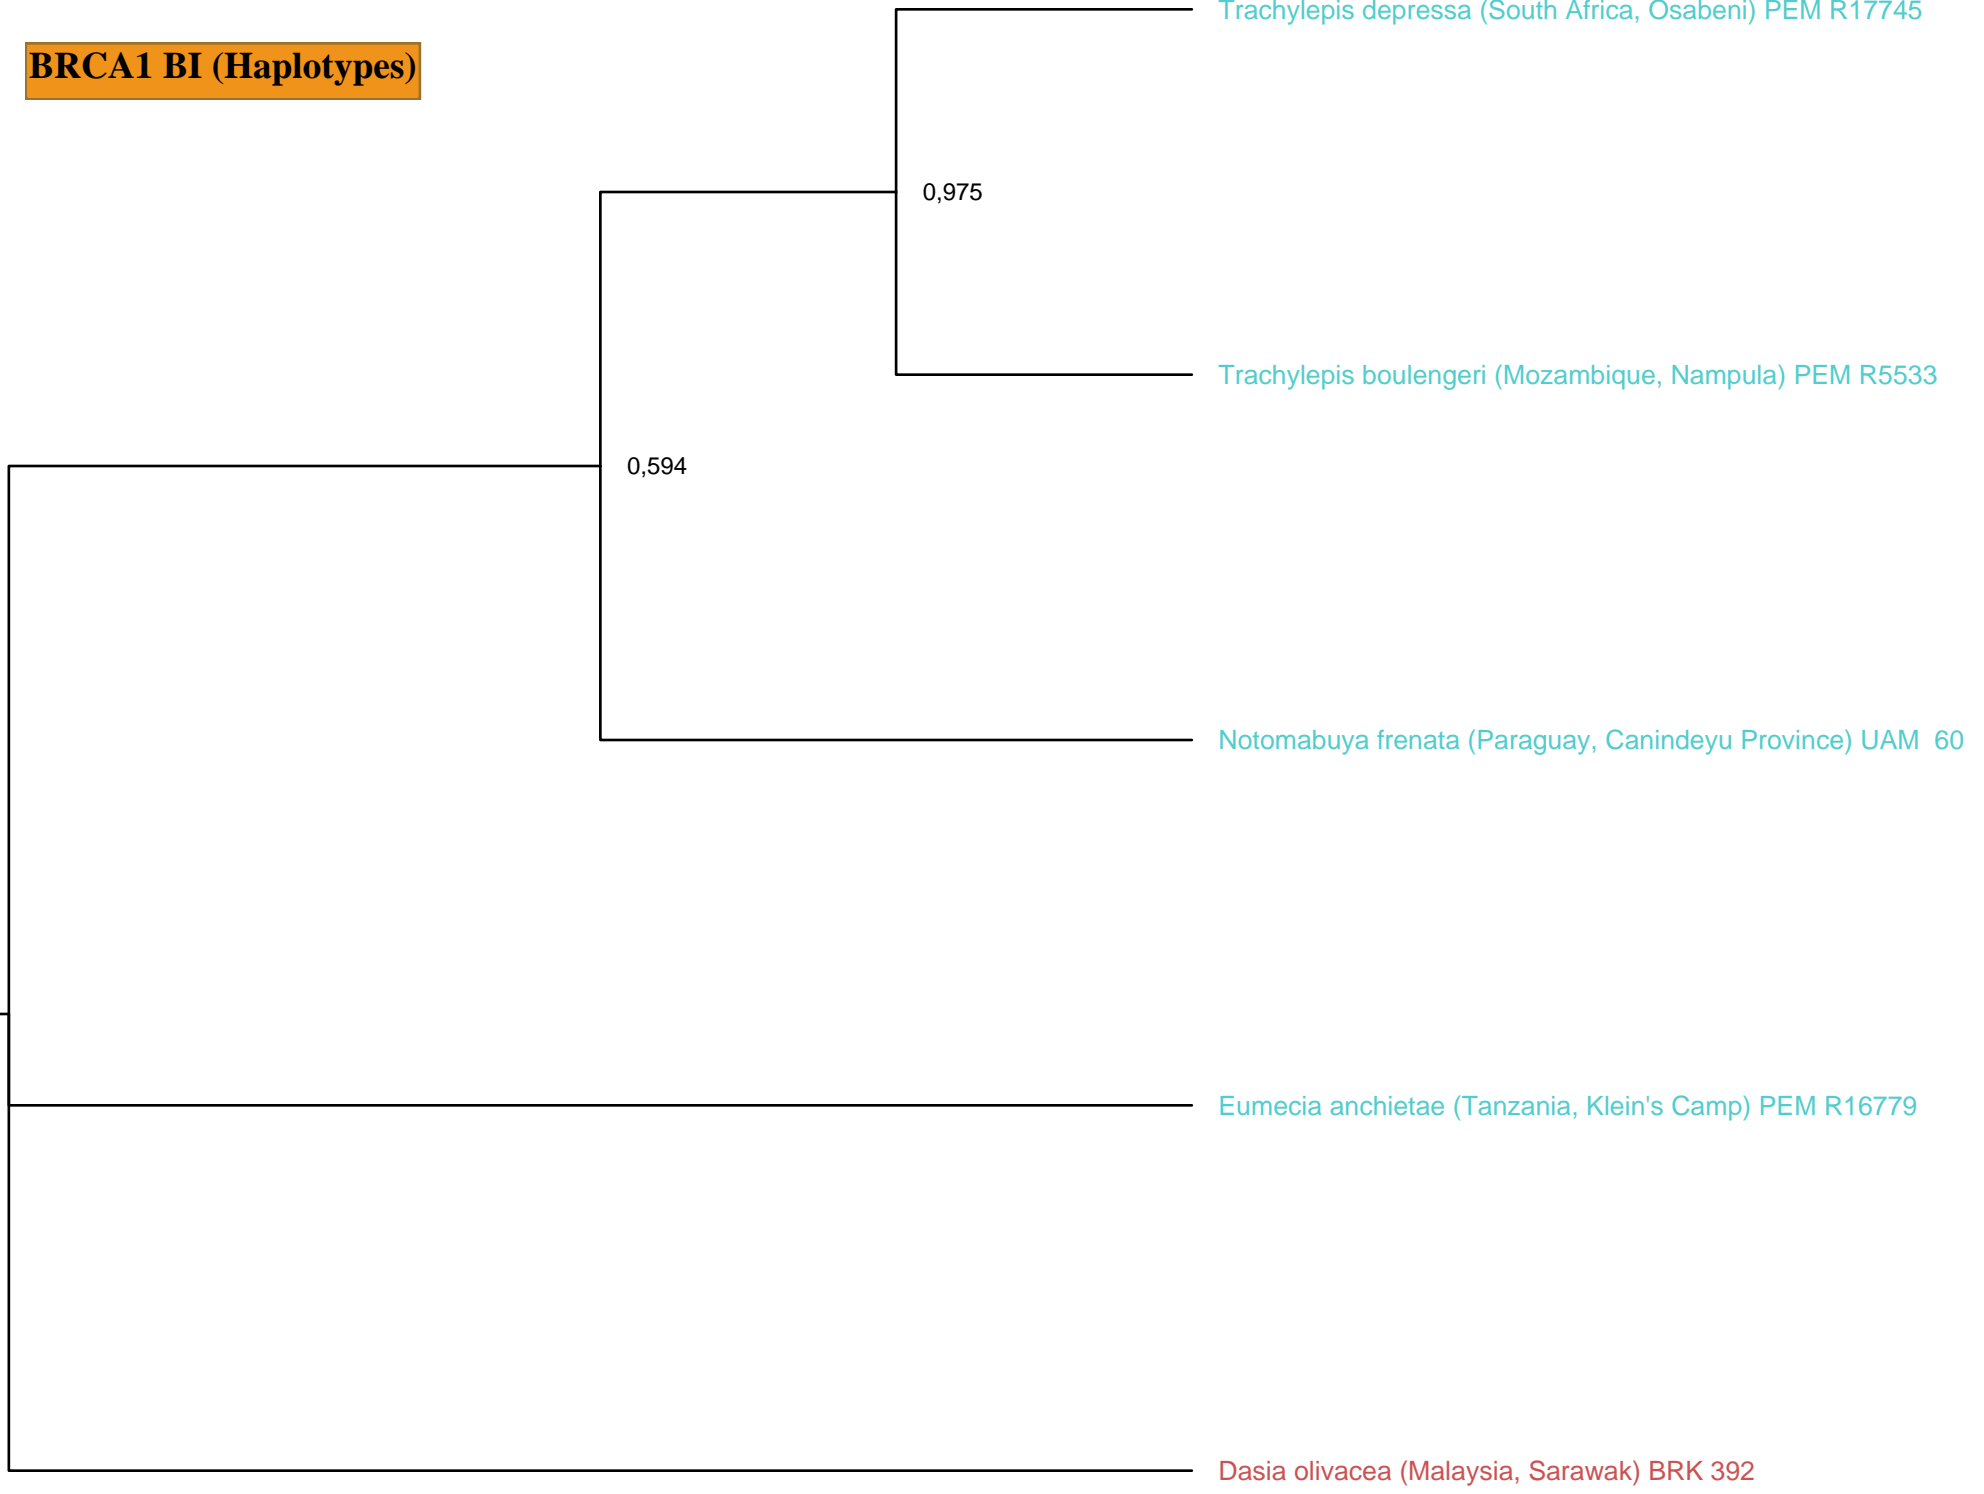 Trachylepis depressa (South Africa, Osabeni) PEM R17745
BRCA1 BI (Haplotypes)
0,975
Trachylepis boulengeri (Mozambique, Nampula) PEM R5533
0,594
Notomabuya frenata (Paraguay, Canindeyu Province) UAM  60
Eumecia anchietae (Tanzania, Klein's Camp) PEM R16779
Dasia olivacea (Malaysia, Sarawak) BRK 392